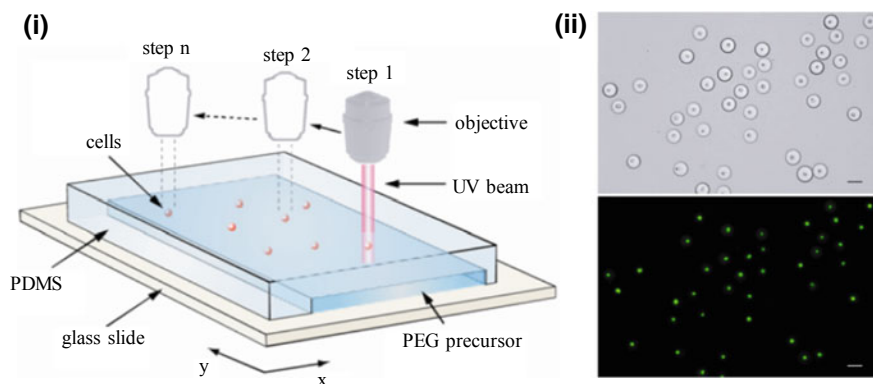 (i)
(ii)
step n
step 2
step 1
objective
cells
UV beam
PDMS
glass slide
PEG precursor
y
x